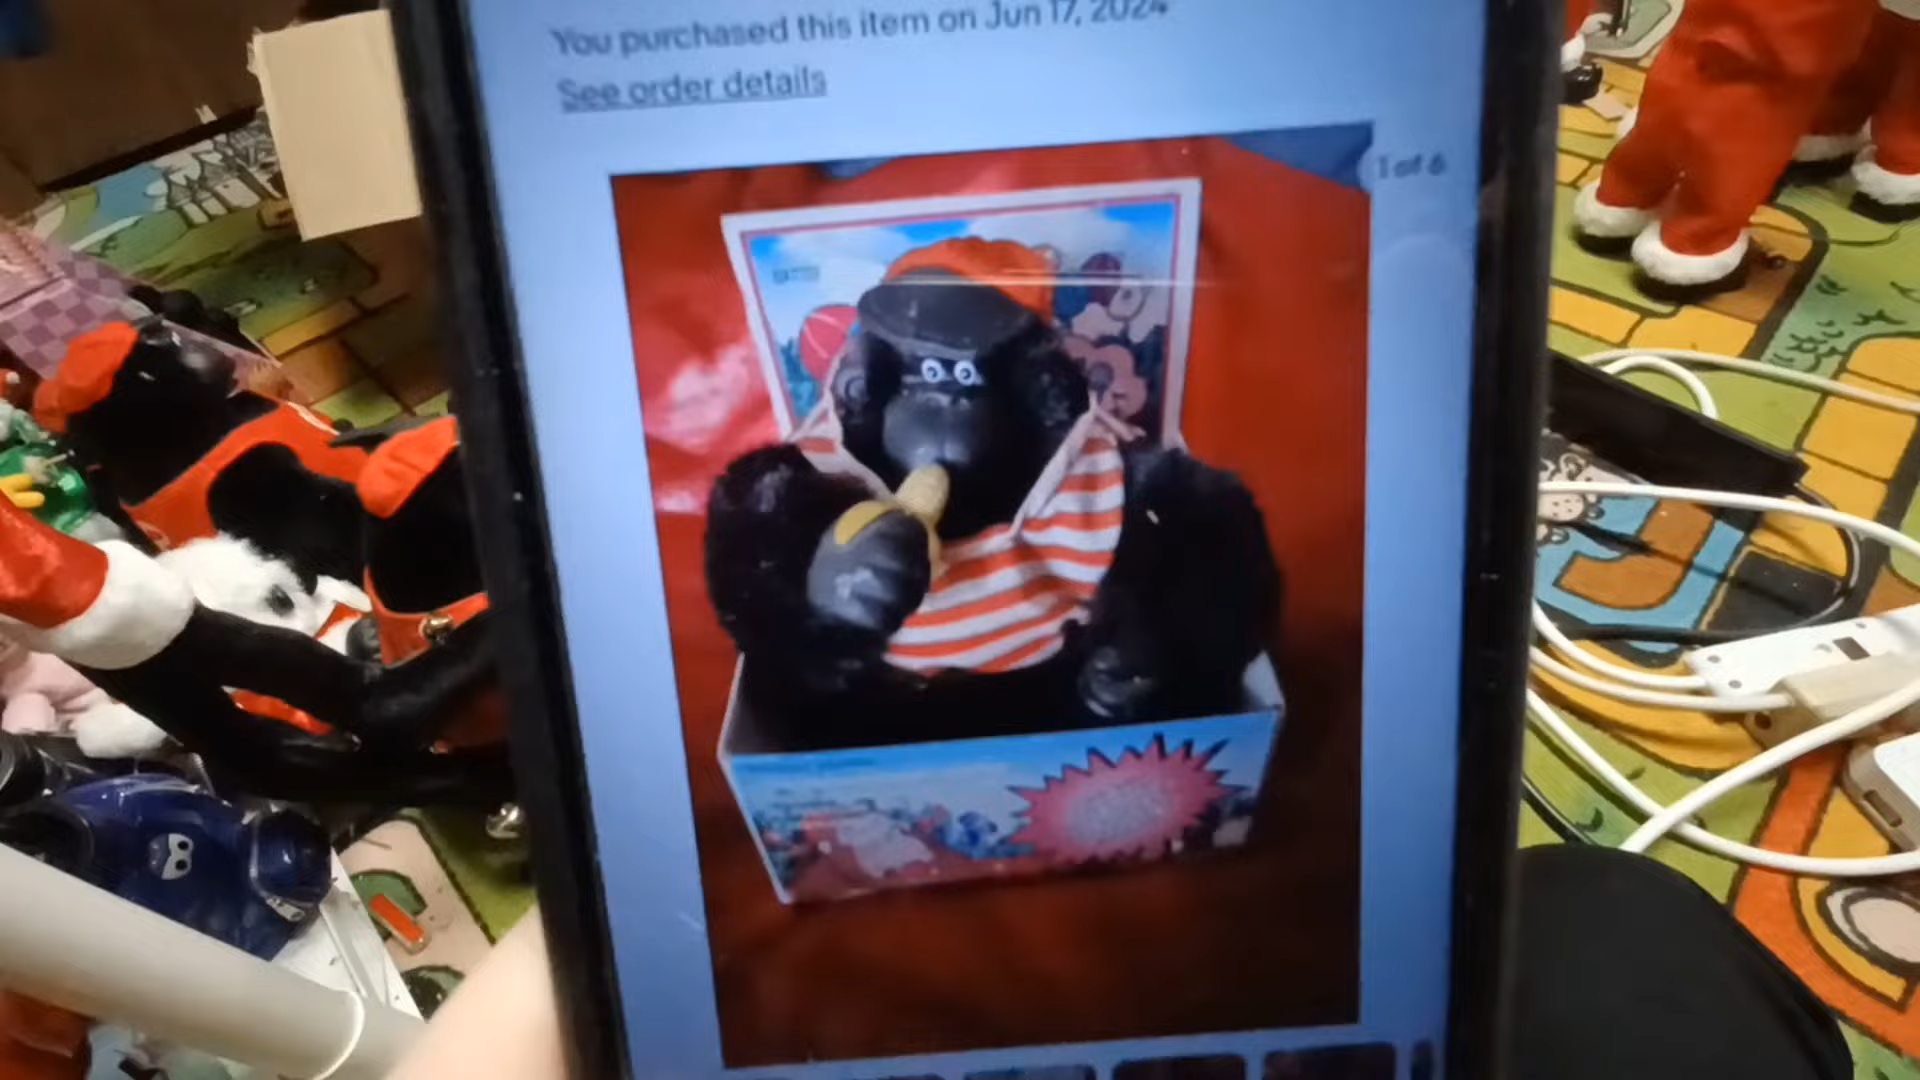 You purchased this item on Jun 17, 2024
See order details
1 of 6